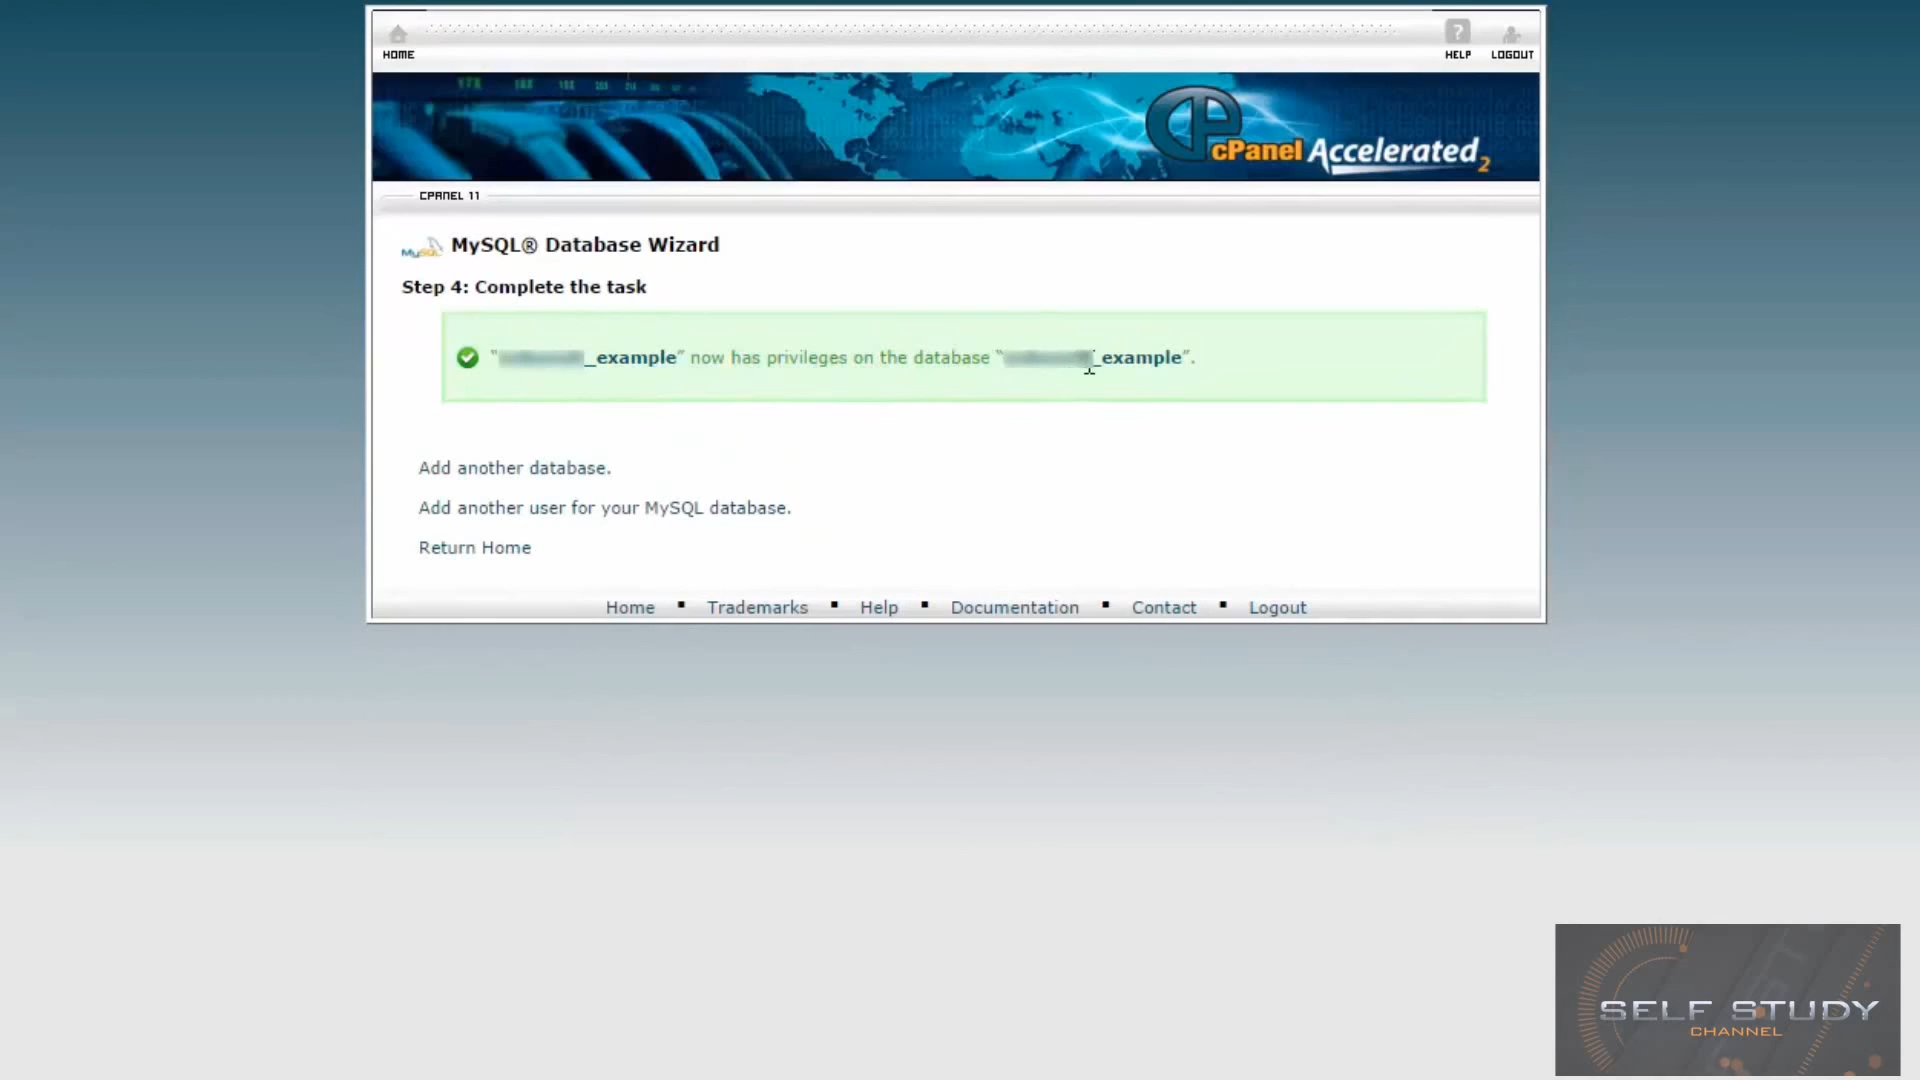 HOME
HELP
LOGOUT
cPanel Accelerated2
CPANEL 11
MySQL
MySQL® Database Wizard
Step 4: Complete the task
"_example" now has privileges on the database "_example".
Add another database.
Add another user for your MySQL database.
Return Home
Home ▪ Trademarks ▪ Help ▪ Documentation ▪ Contact ▪ Logout
SELF STUDY
CHANNEL